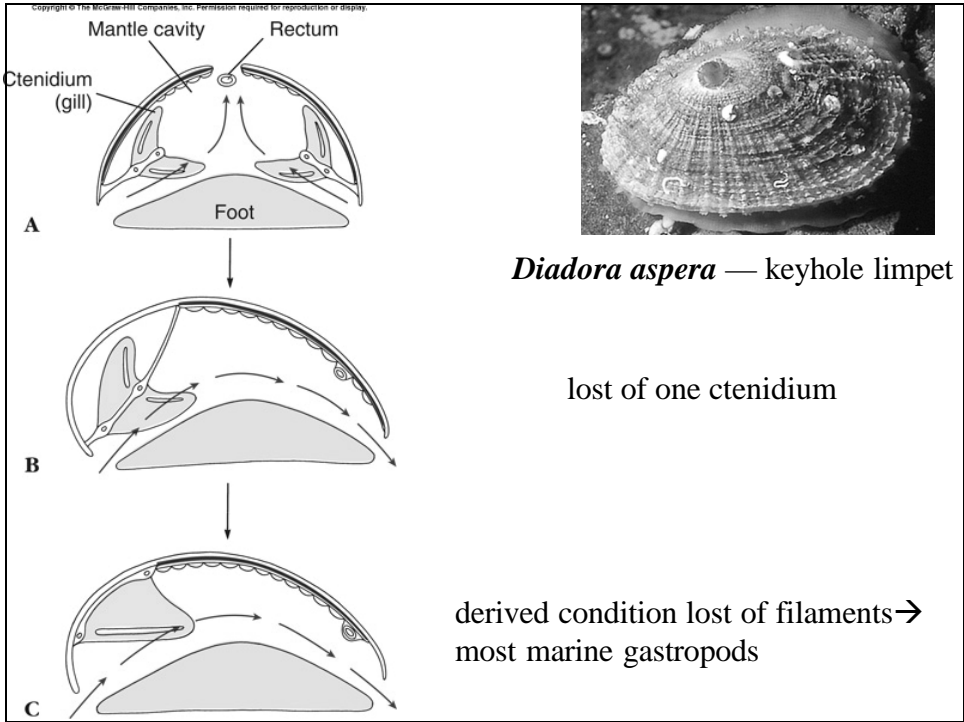 Copyright © The McGraw-Hill Companies, Inc. Permission required for reproduction or display.
Mantle cavity
Rectum
Ctenidium
(gill)
Foot
A
Diadora aspera — keyhole limpet
lost of one ctenidium
B
derived condition lost of filaments→
most marine gastropods
C